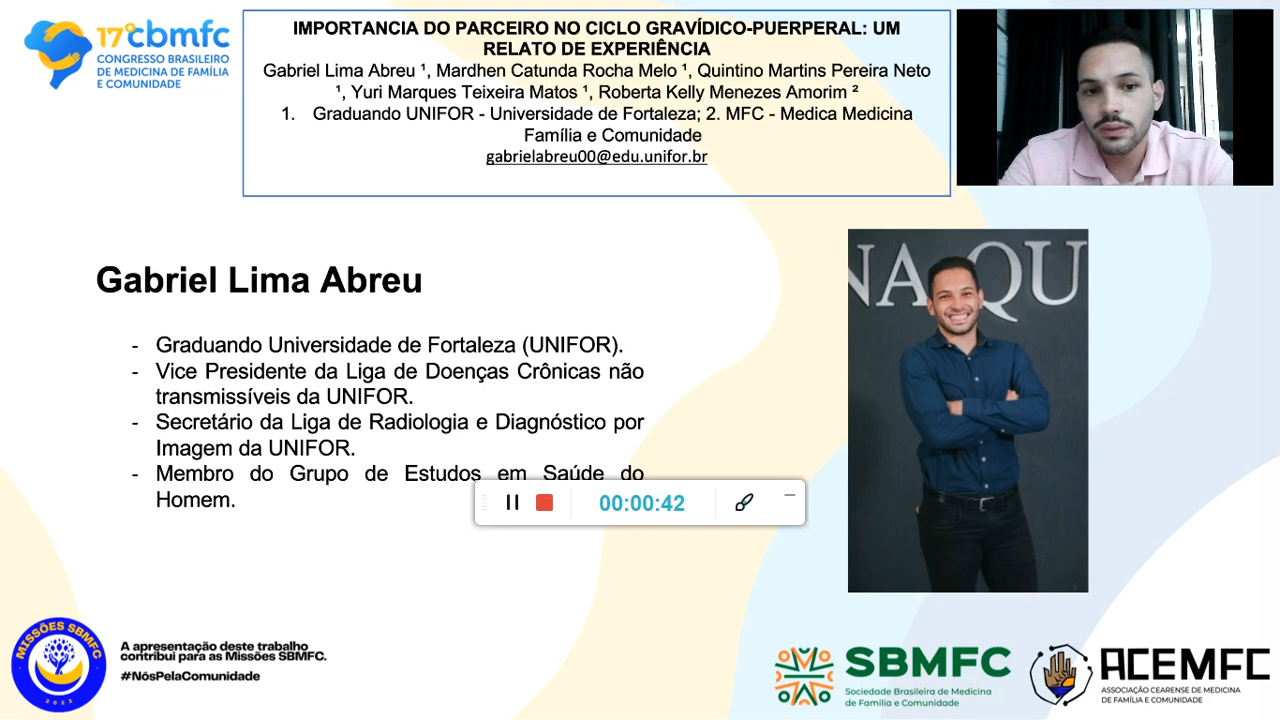 17º cbmfc
CONGRESSO BRASILEIRO
DE MEDICINA DE FAMÍLIA
E COMUNIDADE
IMPORTANCIA DO PARCEIRO NO CICLO GRAVÍDICO-PUERPERAL: UM
RELATO DE EXPERIÊNCIA
Gabriel Lima Abreu ¹, Mardhen Catunda Rocha Melo ¹, Quintino Martins Pereira Neto
¹, Yuri Marques Teixeira Matos ¹, Roberta Kelly Menezes Amorim ²
1. Graduando UNIFOR - Universidade de Fortaleza; 2. MFC - Medica Medicina
Família e Comunidade
gabrielabreu00@edu.unifor.br
Gabriel Lima Abreu
- Graduando Universidade de Fortaleza (UNIFOR).
- Vice Presidente da Liga de Doenças Crônicas não
transmissíveis da UNIFOR.
- Secretário da Liga de Radiologia e Diagnóstico por
Imagem da UNIFOR.
- Membro do Grupo de Estudos em Saúde do
Homem.
00:00:42
NA QU
MISSÕES SBMFC
2023
A apresentação deste trabalho
contribui para as Missões SBMFC.
#NósPelaComunidade
SBMFC
Sociedade Brasileira de Medicina
de Família e Comunidade
ACEMFC
ASSOCIAÇÃO CEARENSE DE MEDICINA
DE FAMÍLIA E COMUNIDADE